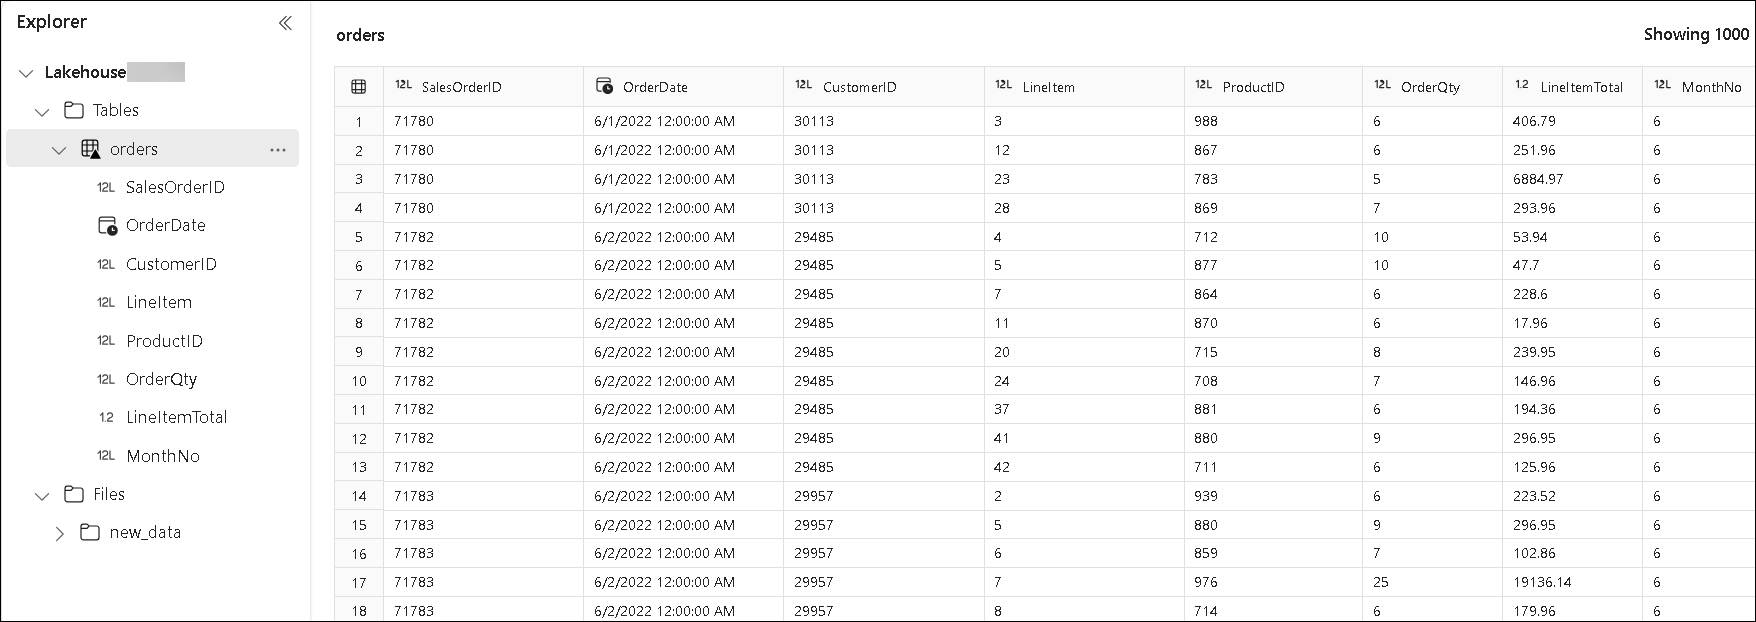 Explorer
Lakehouse
Tables
orders
12L SalesOrderID
OrderDate
12L CustomerID
12L LineItem
12L ProductID
12L OrderQty
1.2 LineItemTotal
12L MonthNo
Files
new_data
orders Showing 1000
12L SalesOrderID OrderDate 12L CustomerID 12L LineItem 12L ProductID 12L OrderQty 1.2 LineItemTotal 12L MonthNo
1 71780 6/1/2022 12:00:00 AM 30113 3 988 6 406.79 6
2 71780 6/1/2022 12:00:00 AM 30113 12 867 6 251.96 6
3 71780 6/1/2022 12:00:00 AM 30113 23 783 5 6884.97 6
4 71780 6/1/2022 12:00:00 AM 30113 28 869 7 293.96 6
5 71782 6/2/2022 12:00:00 AM 29485 4 712 10 53.94 6
6 71782 6/2/2022 12:00:00 AM 29485 5 877 10 47.7 6
7 71782 6/2/2022 12:00:00 AM 29485 7 864 6 228.6 6
8 71782 6/2/2022 12:00:00 AM 29485 11 870 6 17.96 6
9 71782 6/2/2022 12:00:00 AM 29485 20 715 8 239.95 6
10 71782 6/2/2022 12:00:00 AM 29485 24 708 7 146.96 6
11 71782 6/2/2022 12:00:00 AM 29485 37 881 6 194.36 6
12 71782 6/2/2022 12:00:00 AM 29485 41 880 9 296.95 6
13 71782 6/2/2022 12:00:00 AM 29485 42 711 6 125.96 6
14 71783 6/2/2022 12:00:00 AM 29957 2 939 6 223.52 6
15 71783 6/2/2022 12:00:00 AM 29957 5 880 9 296.95 6
16 71783 6/2/2022 12:00:00 AM 29957 6 859 7 102.86 6
17 71783 6/2/2022 12:00:00 AM 29957 7 976 25 19136.14 6
18 71783 6/2/2022 12:00:00 AM 29957 8 714 6 179.96 6